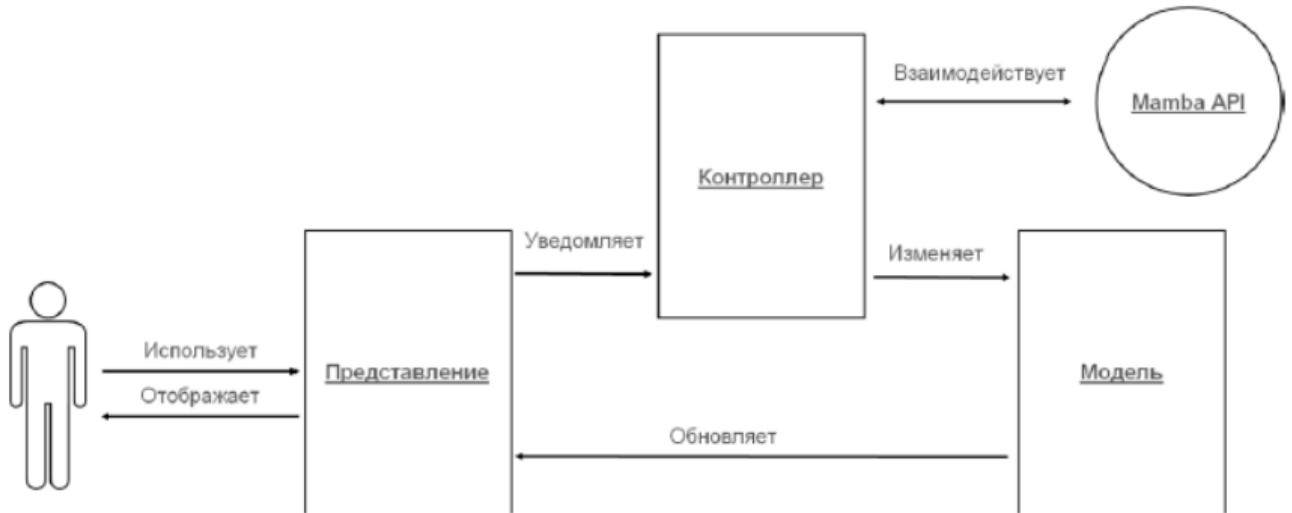 Взаимодействует
Mamba API
Контроллер
Уведомляет
Изменяет
Использует
Представление
Модель
Отображает
Обновляет